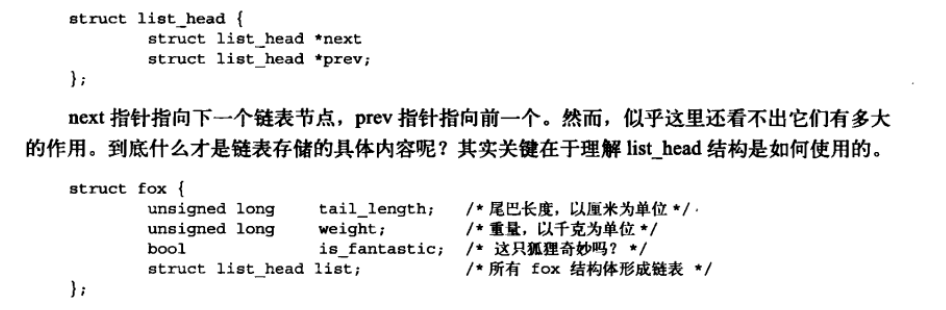 struct list_head {
struct list_head *next
struct list_head *prev;
};
next 指针指向下一个链表节点，prev 指针指向前一个。然而，似乎这里还看不出它们有多大
的作用。到底什么才是链表存储的具体内容呢？其实关键在于理解 list_head 结构是如何使用的。
struct fox {
unsigned long tail_length; /* 尾巴长度，以厘米为单位 */
unsigned long weight; /* 重量，以千克为单位 */
bool is_fantastic; /* 这只狐狸奇妙吗？ */
struct list_head list; /* 所有 fox 结构体形成链表 */
};